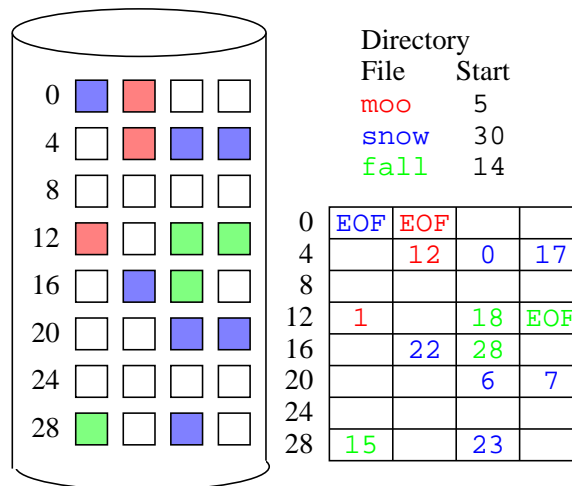 Directory
File Start
moo 5
snow 30
fall 14
0
4
8
12
16
20
24
28
0 EOF EOF
4 12 0 17
8
12 1 18 EOF
16 22 28
20 6 7
24
28 15 23